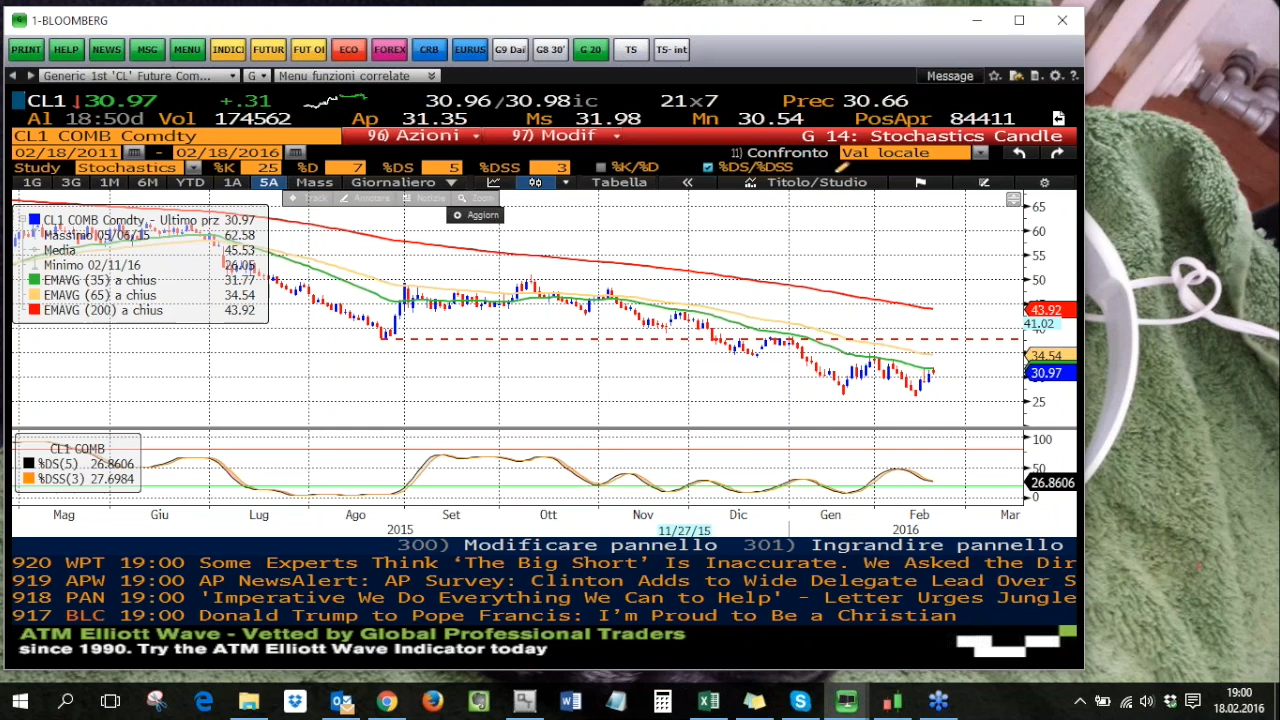 1-BLOOMBERG
PRINT HELP NEWS MSG MENU INDICI FUTUR FUT OI ECO FOREX CRB EURUS G9 Dai G8 30' G 20 TS TS- int
Generic 1st 'CL' Future Com... G Menu funzioni correlate Message
CL1 30.97 +.31 30.96/30.98ic 21x7 Prec 30.66
Al 18:50d Vol 174562 Ap 31.35 Ms 31.98 Mn 30.54 PosApr 84411
CL1 COMB Comdty 96) Azioni 97) Modif G 14: Stochastics Candle
02/18/2011 - 02/18/2016 11) Confronto Val locale
Study Stochastics %K 25 %D 7 %DS 5 %DSS 3 %K/%D %DS/%DSS
1G 3G 1M 6M YTD 1A 5A Mass Giornaliero Tabella « Titolo/Studio
Track Annotare Notizie Zoom
Aggiorn
CL1 COMB Comdty - Ultimo prz 30.97
Massimo 05/06/15 62.58
Media 45.53
Minimo 02/11/16 26.05
EMAVG (35) a chius 31.77
EMAVG (65) a chius 34.54
EMAVG (200) a chius 43.92
65
60
55
50
43.92
41.02
40
34.54
30.97
25
CL1 COMB
%DS(5) 26.8606
%DSS(3) 27.6984
100
50
26.8606
0
Mag Giu Lug Ago Set Ott Nov Dic Gen Feb Mar
2015 11/27/15 2016
300) Modificare pannello 301) Ingrandire pannello
920 WPT 19:00 Some Experts Think ‘The Big Short’ Is Inaccurate. We Asked the Dir
919 APW 19:00 AP NewsAlert: AP Survey: Clinton Adds to Wide Delegate Lead Over S
918 PAN 19:00 'Imperative We Do Everything We Can to Help' - Letter Urges Jungle
917 BLC 19:00 Donald Trump to Pope Francis: I’m Proud to Be a Christian
ATM Elliott Wave - Vetted by Global Professional Traders
since 1990. Try the ATM Elliott Wave Indicator today
19:00
18.02.2016